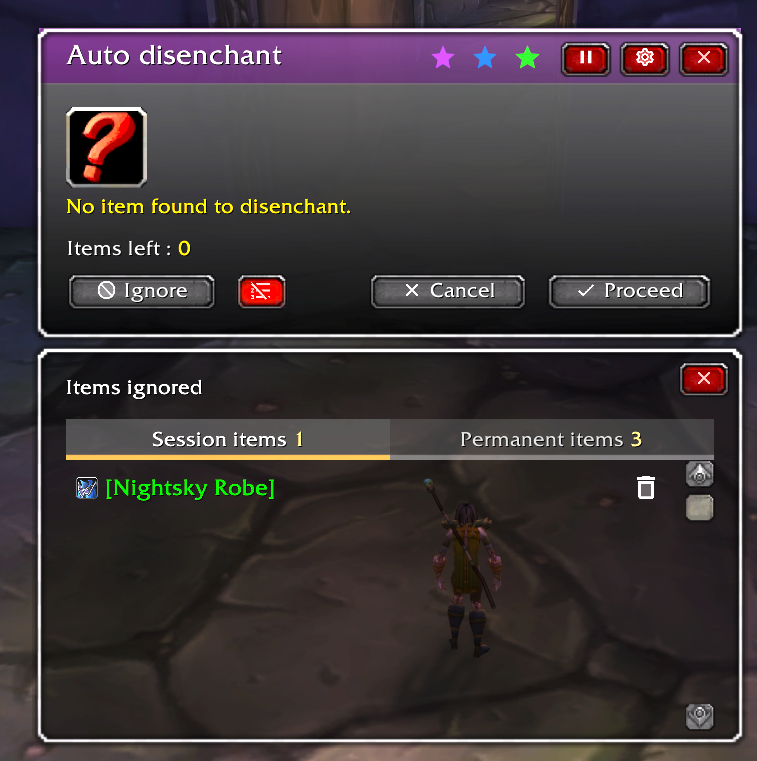 Auto disenchant
No item found to disenchant.
Items left : 0
Ignore
Cancel
Proceed
Items ignored
Session items 1
Permanent items 3
[Nightsky Robe]